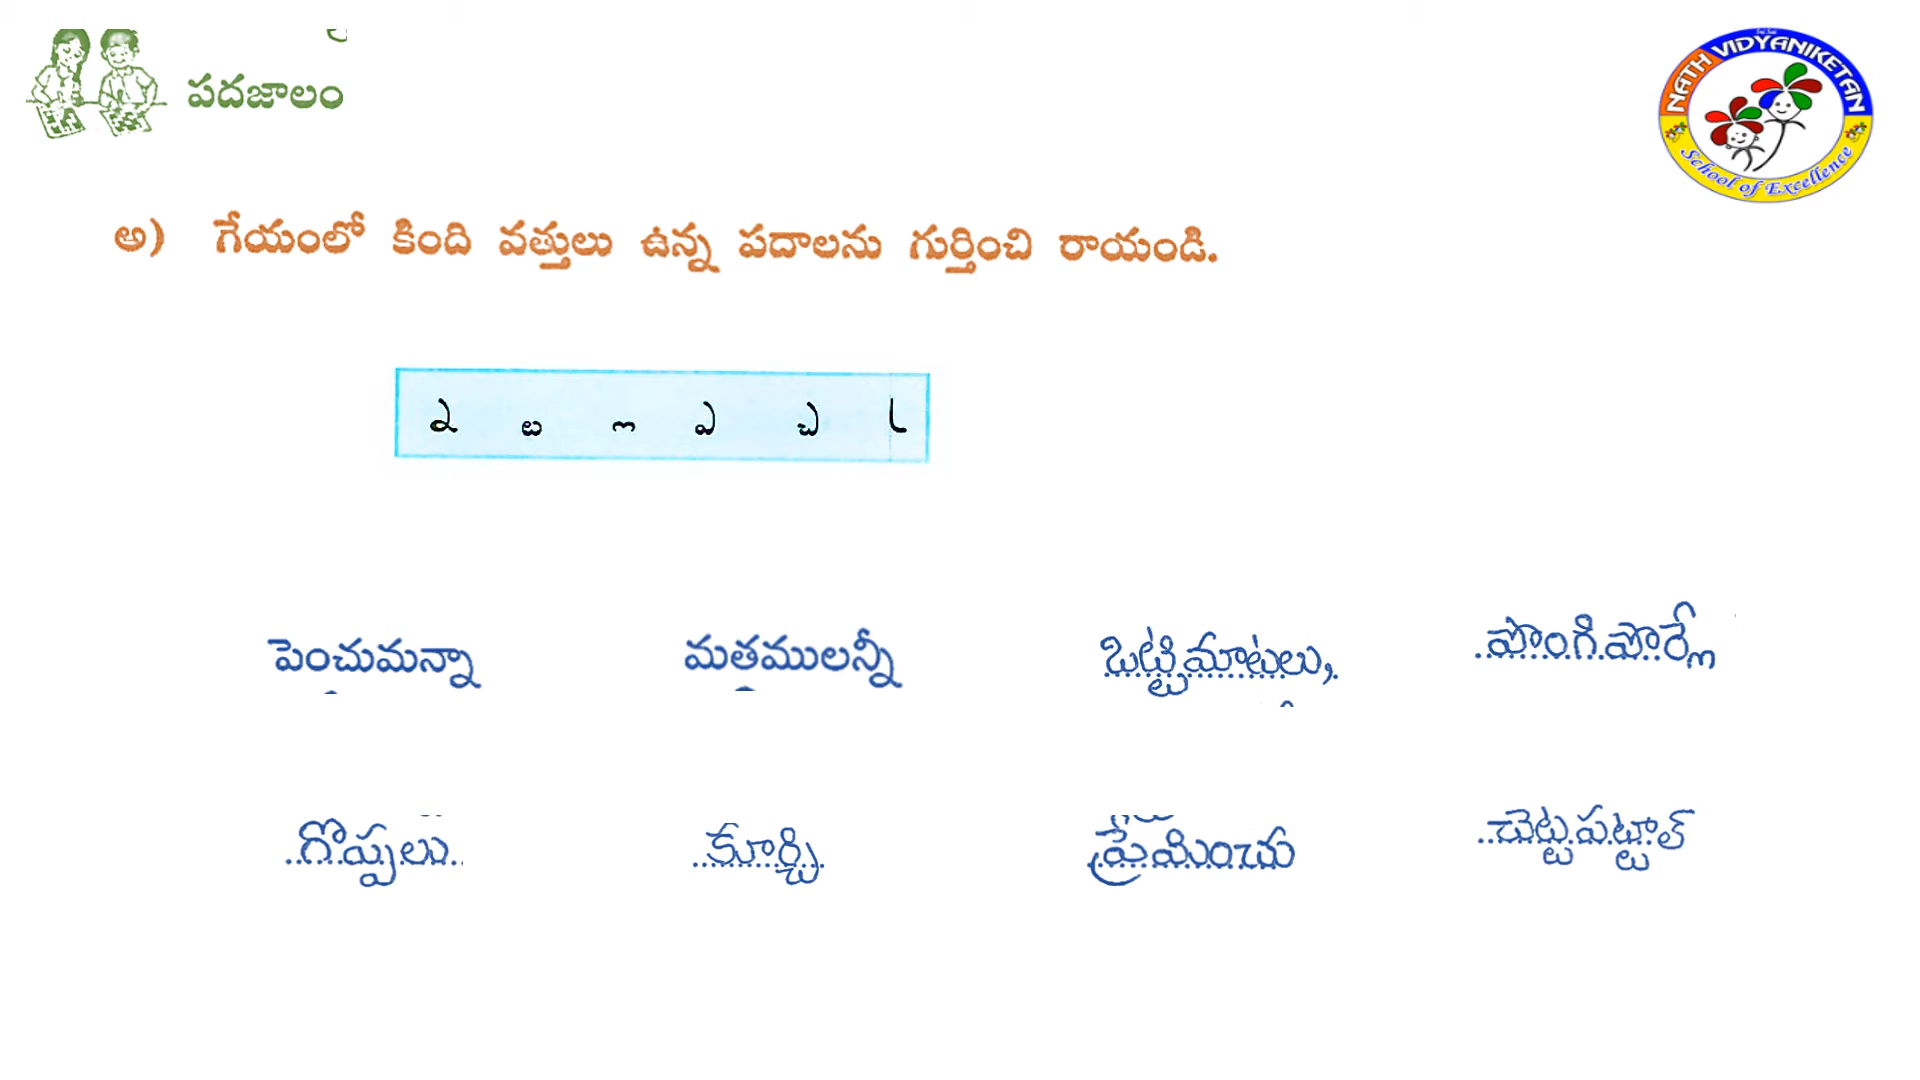 పదజాలం
NATH VIDYANIKETAN
School of Excellence
అ) గేయంలో కింది వత్తులు ఉన్న పదాలను గుర్తించి రాయండి.
్న ్ట ్ల ్ప ్చ ్ర
పెంచుమన్నా మతములన్నీ ఒట్టిమాటలు, పొంగిపొర్లే
గొప్పలు కూర్చి ప్రేమించు చెట్టపట్టాల్